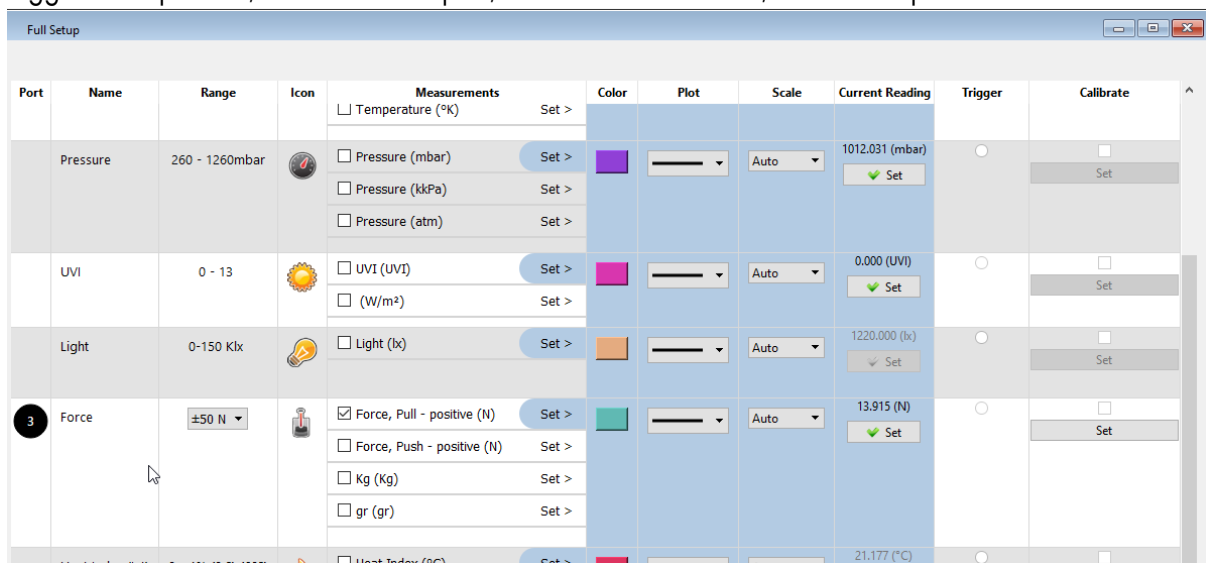 Full Setup
Port Name Range Icon Measurements Color Plot Scale Current Reading Trigger Calibrate
Temperature (°K) Set >
Pressure 260 - 1260mbar Pressure (mbar) Set > Auto 1012.031 (mbar)
Set Set
Pressure (kkPa) Set >
Pressure (atm) Set >
UVI 0 - 13 UVI (UVI) Set > Auto 0.000 (UVI)
Set Set
(W/m²) Set >
Light 0-150 Klx Light (lx) Set > Auto 1220.000 (lx)
Set Set
3 Force ±50 N Force, Pull - positive (N) Set > Auto 13.915 (N)
Set Set
Force, Push - positive (N) Set >
Kg (Kg) Set >
gr (gr) Set >
Heat Index (°C) Set > 21.177 (°C)